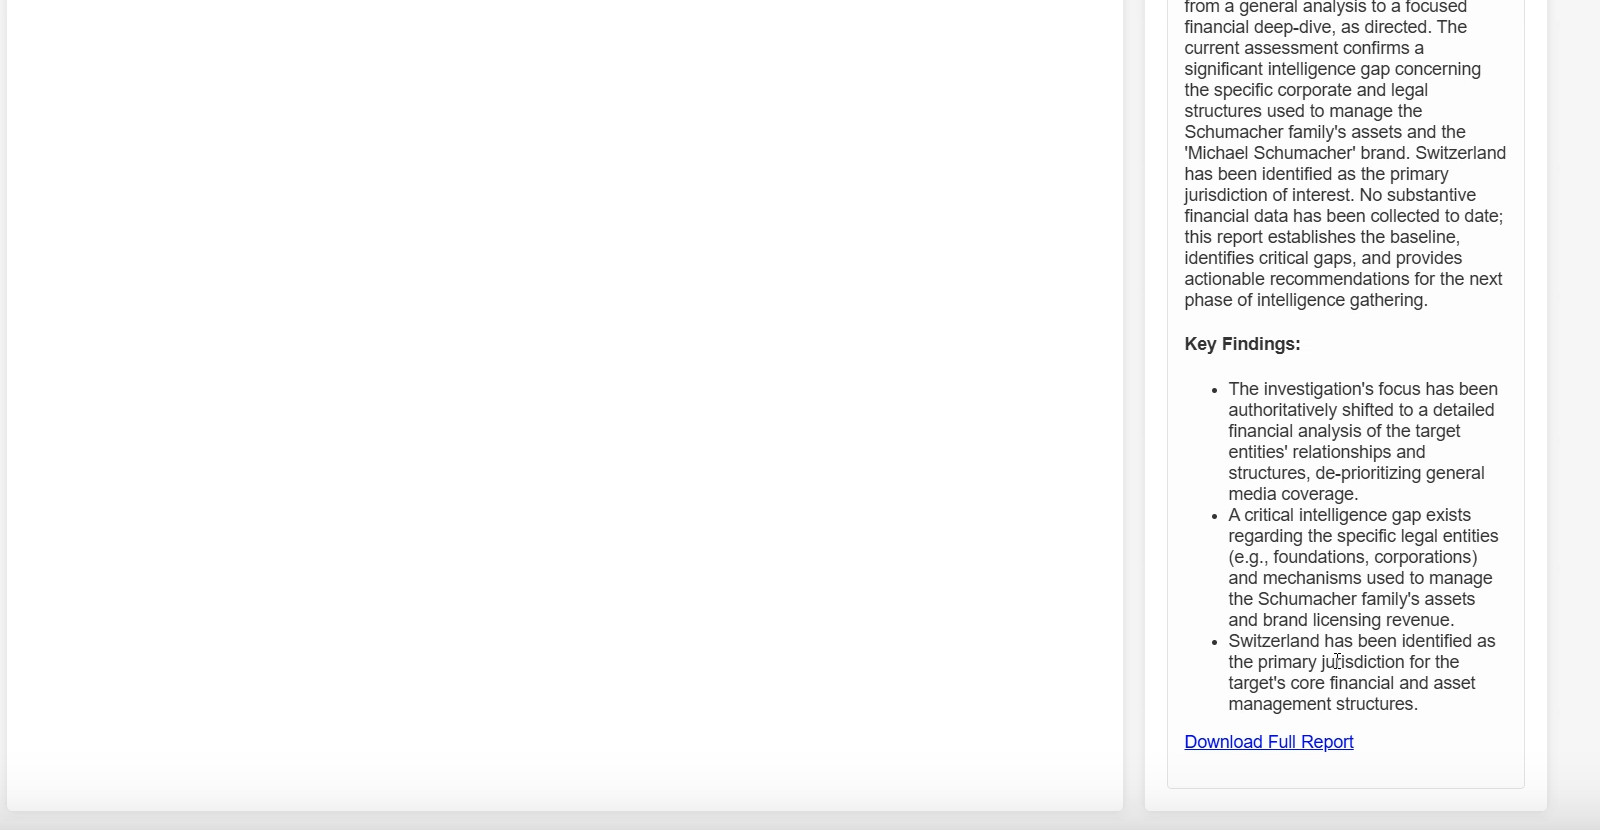 from a general analysis to a focused
financial deep-dive, as directed. The
current assessment confirms a
significant intelligence gap concerning
the specific corporate and legal
structures used to manage the
Schumacher family's assets and the
'Michael Schumacher' brand. Switzerland
has been identified as the primary
jurisdiction of interest. No substantive
financial data has been collected to date;
this report establishes the baseline,
identifies critical gaps, and provides
actionable recommendations for the next
phase of intelligence gathering.
Key Findings:
• The investigation's focus has been
authoritatively shifted to a detailed
financial analysis of the target
entities' relationships and
structures, de-prioritizing general
media coverage.
• A critical intelligence gap exists
regarding the specific legal entities
(e.g., foundations, corporations)
and mechanisms used to manage
the Schumacher family's assets
and brand licensing revenue.
• Switzerland has been identified as
the primary jurisdiction for the
target's core financial and asset
management structures.
Download Full Report